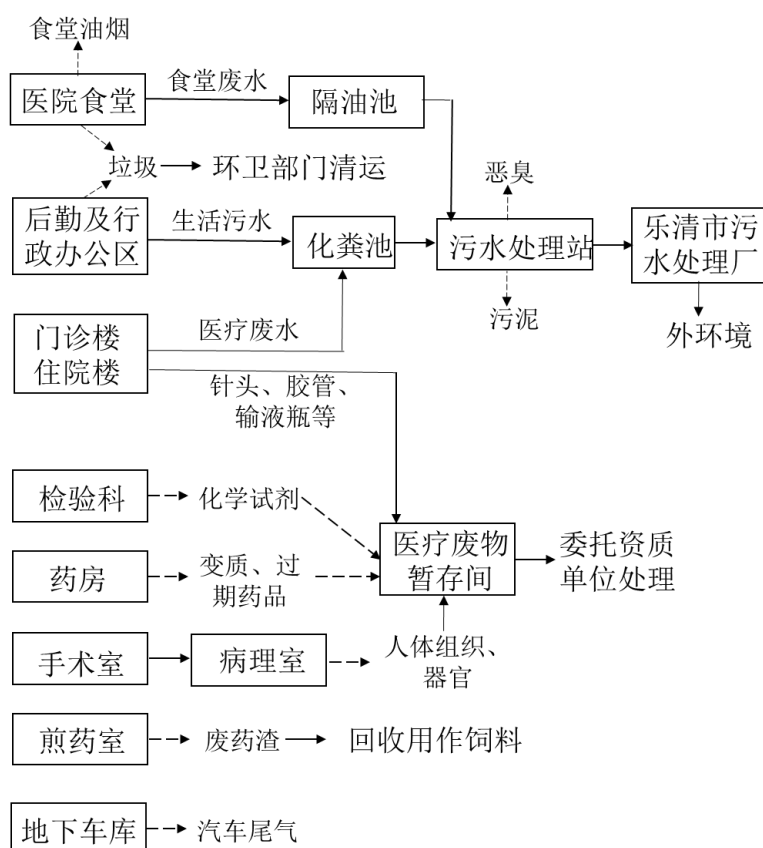 食堂油烟
医院食堂
食堂废水
隔油池
垃圾
环卫部门清运
恶臭
后勤及行
政办公区
生活污水
化粪池
污水处理站
乐清市污
水处理厂
污泥
外环境
门诊楼
住院楼
医疗废水
针头、胶管、
输液瓶等
检验科
化学试剂
医疗废物
暂存间
委托资质
单位处理
药房
变质、过
期药品
手术室
病理室
人体组织、
器官
煎药室
废药渣
回收用作饲料
地下车库
汽车尾气